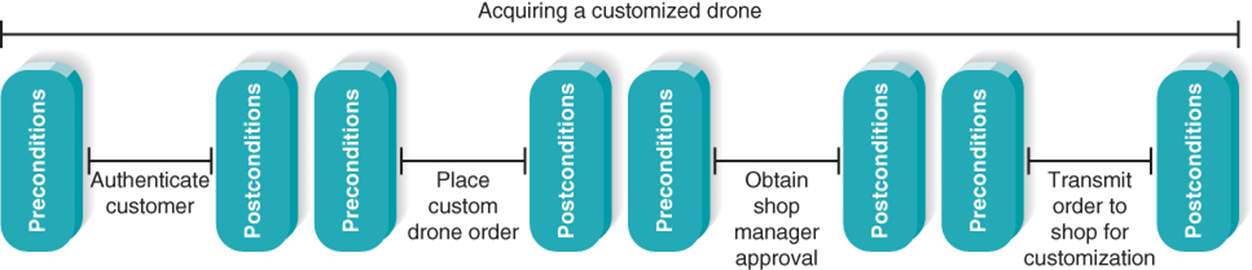 Acquiring a customized drone
Preconditions
Authenticate
customer
Postconditions
Preconditions
Place
custom
drone order
Postconditions
Preconditions
Obtain
shop
manager
approval
Postconditions
Preconditions
Transmit
order to
shop for
customization
Postconditions